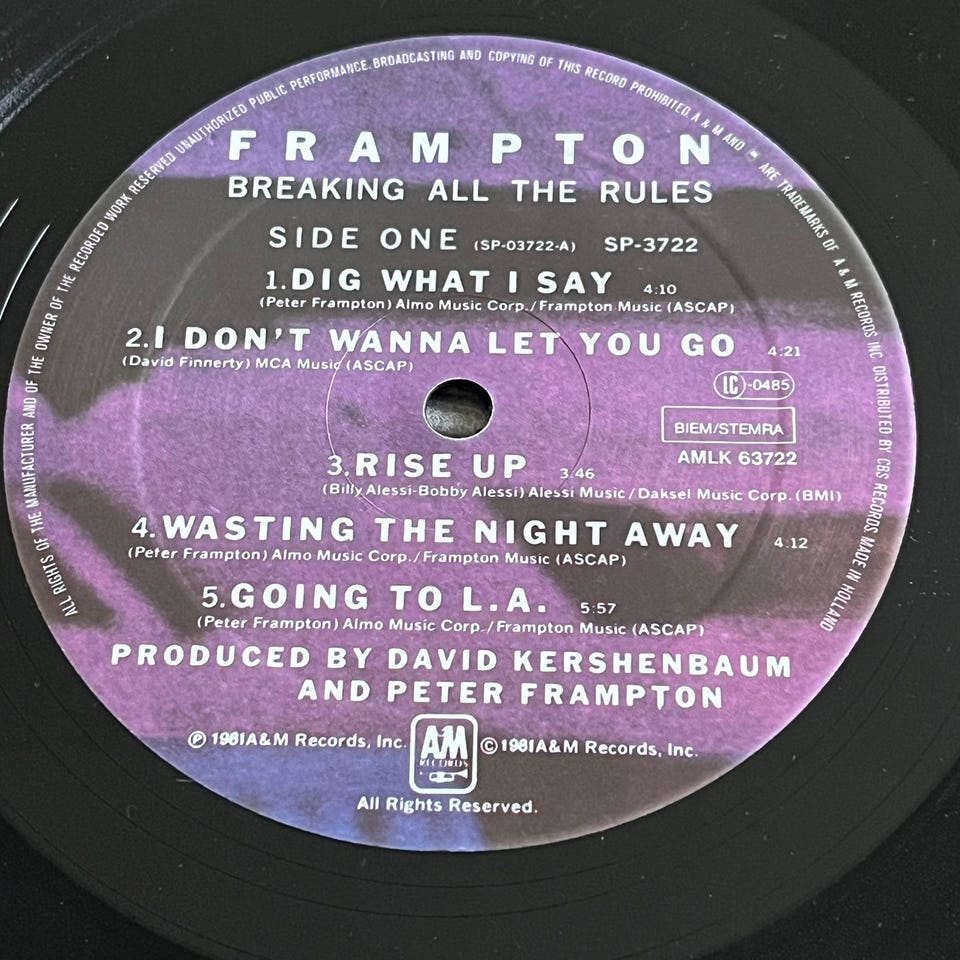 ALL RIGHTS OF THE MANUFACTURER AND OF THE OWNER OF THE RECORDED WORK RESERVED UNAUTHORIZED PUBLIC PERFORMANCE. BROADCASTING AND COPYING OF THIS RECORD PROHIBITED. A & M AND ARE TRADEMARKS OF A & M RECORDS INC. DISTRIBUTED BY CBS RECORDS. MADE IN HOLLAND
FRAMPTON
BREAKING ALL THE RULES
SIDE ONE (SP-03722-A) SP-3722
1.DIG WHAT I SAY 4:10
(Peter Frampton) Almo Music Corp./Frampton Music (ASCAP)
2.I DON'T WANNA LET YOU GO 4:21
(David Finnerty) MCA Music (ASCAP)
LC-0485
BIEM/STEMRA
AMLK 63722
3.RISE UP 3:46
(Billy Alessi-Bobby Alessi) Alessi Music/Daksel Music Corp. (BMI)
4.WASTING THE NIGHT AWAY 4:12
(Peter Frampton) Almo Music Corp./Frampton Music (ASCAP)
5.GOING TO L.A. 5:57
(Peter Frampton) Almo Music Corp./Frampton Music (ASCAP)
PRODUCED BY DAVID KERSHENBAUM
AND PETER FRAMPTON
℗ 1981 A&M Records, Inc. AM RECORDS © 1981 A&M Records, Inc.
All Rights Reserved.